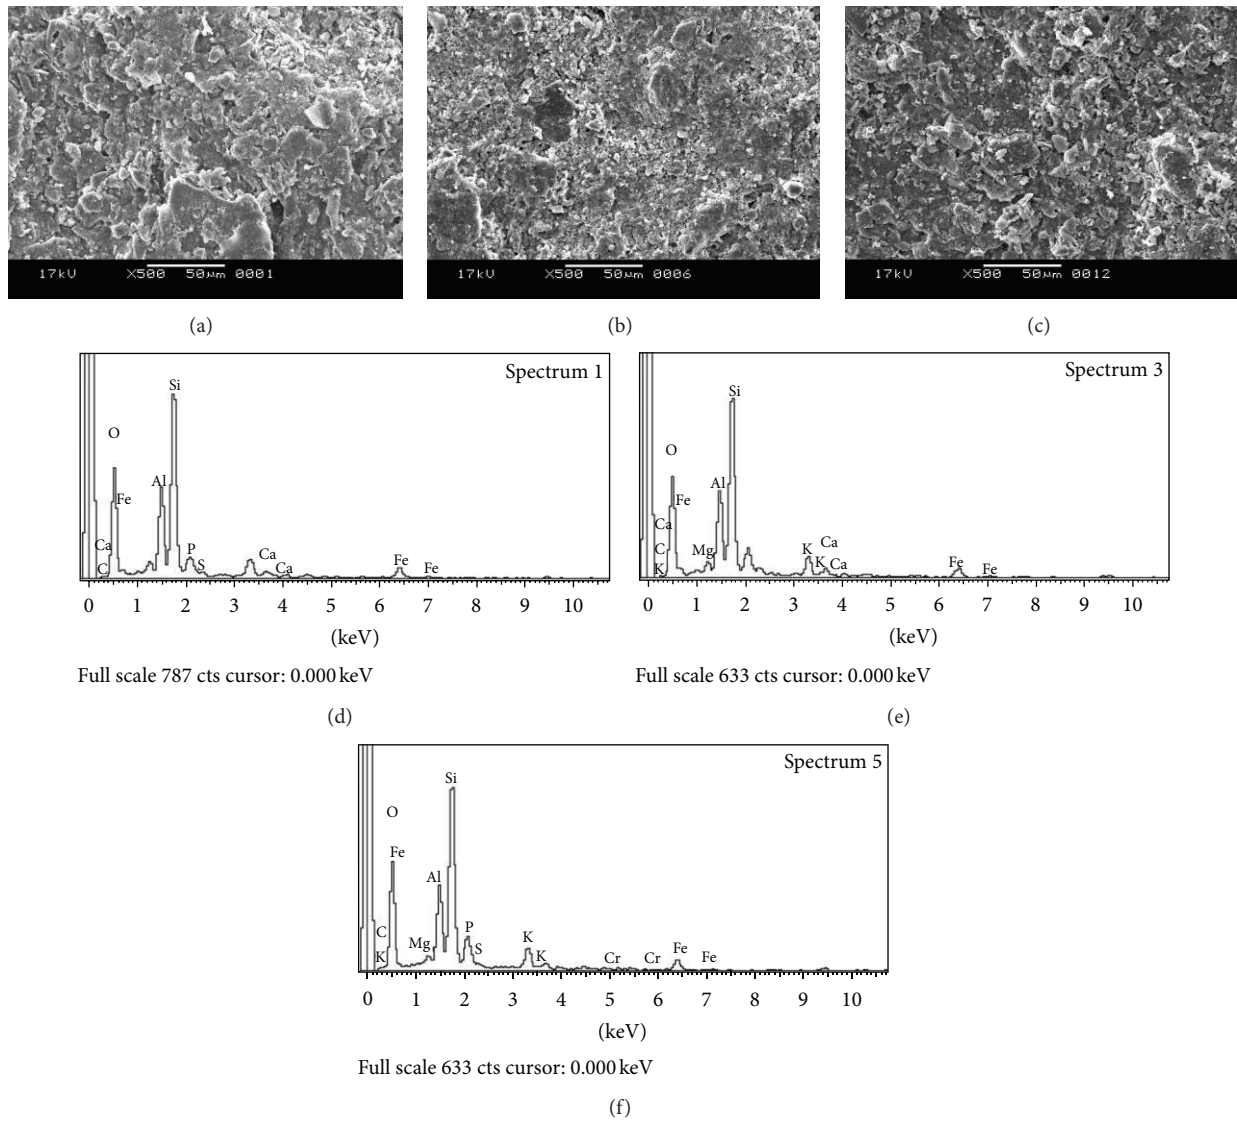 17kV X500 50μm 0001
17kV X500 50μm 0006
17kV X500 50μm 0012
(a)
(b)
(c)
Spectrum 1
Si
O
Al
Fe
Ca
C
P
S
Ca
Ca
Fe
Fe
0 1 2 3 4 5 6 7 8 9 10
(keV)
Full scale 787 cts cursor: 0.000 keV
(d)
Spectrum 3
Si
O
Al
Fe
Ca
C
K
Mg
K
K
Ca
Ca
Fe
Fe
0 1 2 3 4 5 6 7 8 9 10
(keV)
Full scale 633 cts cursor: 0.000 keV
(e)
Spectrum 5
Si
O
Fe
Al
C
K
Mg
P
S
K
K
Cr
Cr
Fe
Fe
0 1 2 3 4 5 6 7 8 9 10
(keV)
Full scale 633 cts cursor: 0.000 keV
(f)